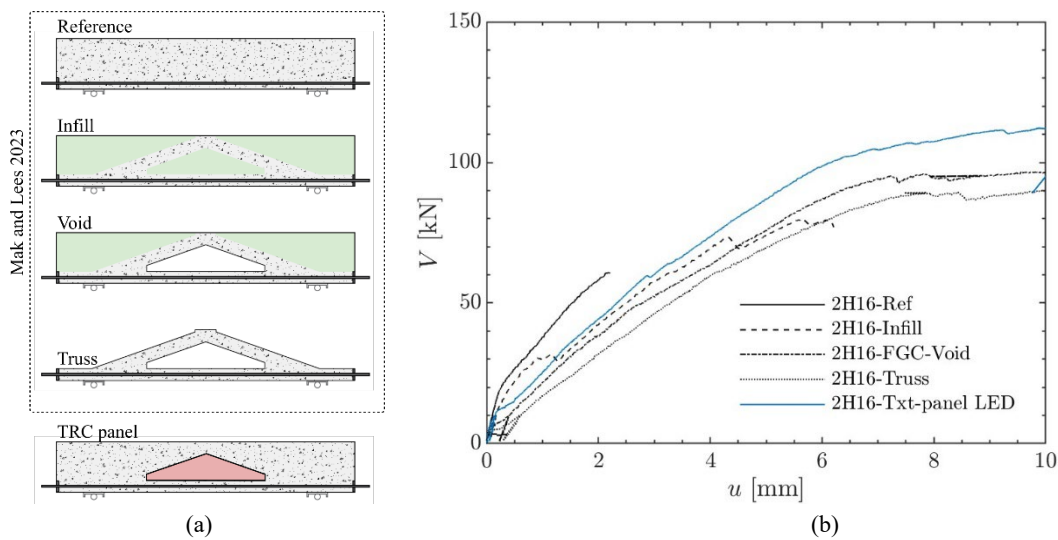 Mak and Lees 2023
Reference
Infill
Void
Truss
TRC panel
(a)
V [kN]
150
100
50
0
0
2
4
6
8
10
u [mm]
2H16-Ref
2H16-Infill
2H16-FGC-Void
2H16-Truss
2H16-Txt-panel LED
(b)